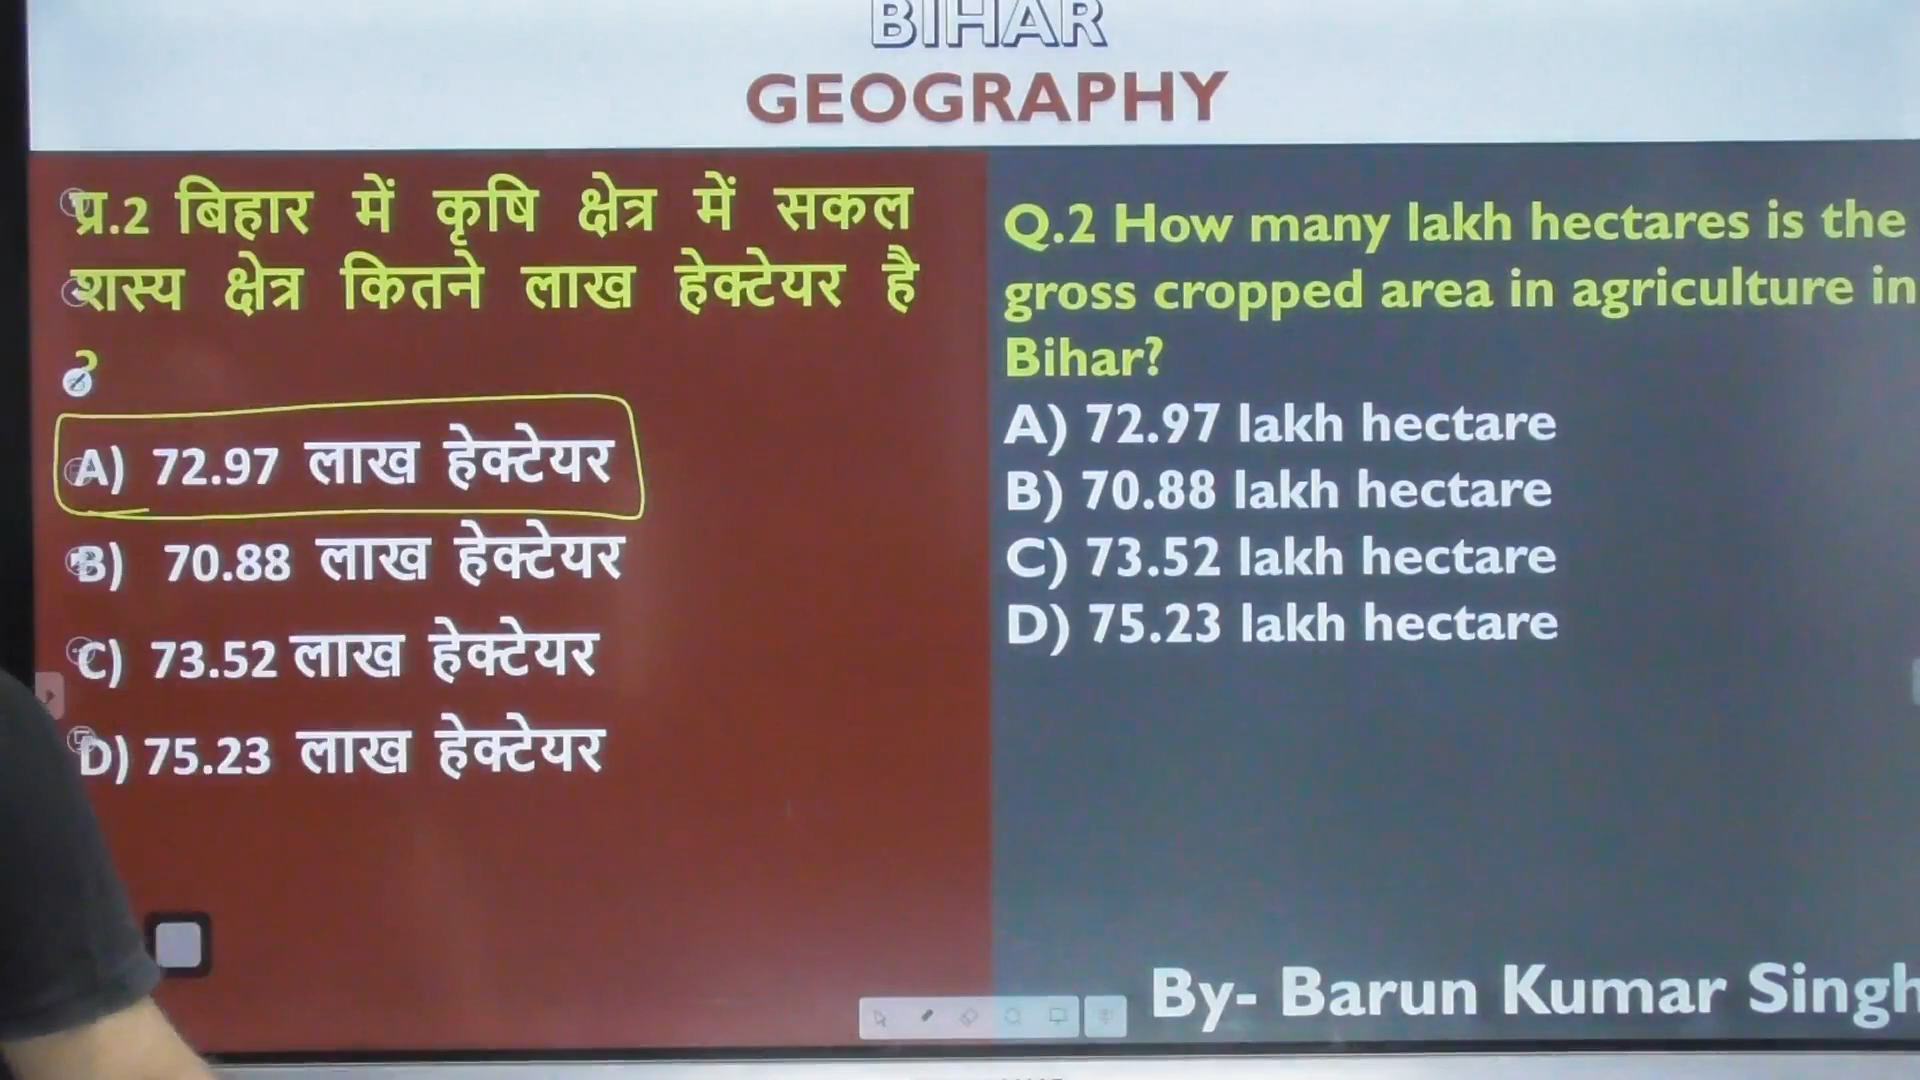 BIHAR
GEOGRAPHY
प्र.2 बिहार में कृषि क्षेत्र में सकल
शस्य क्षेत्र कितने लाख हेक्टेयर है
?
A) 72.97 लाख हेक्टेयर
B) 70.88 लाख हेक्टेयर
C) 73.52 लाख हेक्टेयर
D) 75.23 लाख हेक्टेयर
Q.2 How many lakh hectares is the
gross cropped area in agriculture in
Bihar?
A) 72.97 lakh hectare
B) 70.88 lakh hectare
C) 73.52 lakh hectare
D) 75.23 lakh hectare
By- Barun Kumar Singh